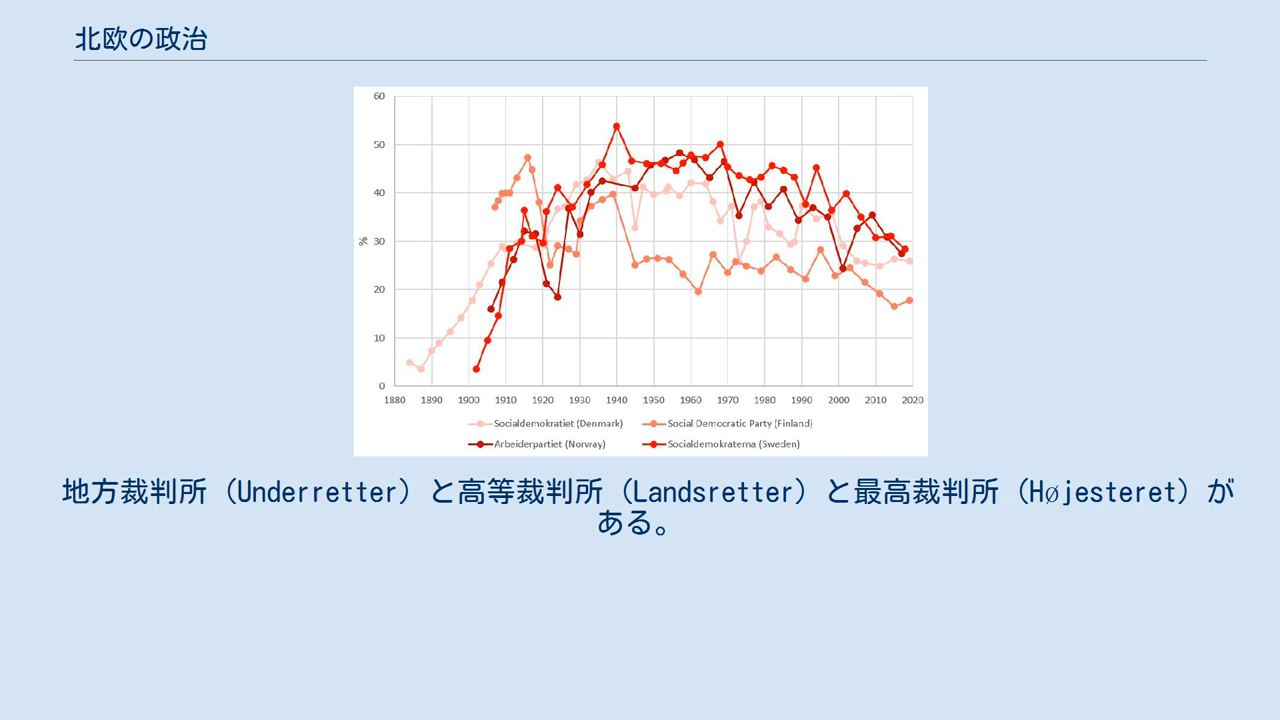 北欧の政治
60
50
40
30
20
10
0
%
1880 1890 1900 1910 1920 1930 1940 1950 1960 1970 1980 1990 2000 2010 2020
Socialdemokratiet (Denmark) Social Democratic Party (Finland)
Arbeiderpartiet (Norway) Socialdemokraterna (Sweden)
地方裁判所（Underretter）と高等裁判所（Landsretter）と最高裁判所（Højesteret）が
ある。